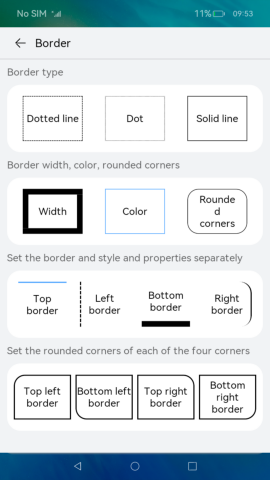 No SIM 11% 09:53
Border
Border type
Dotted line Dot Solid line
Border width, color, rounded corners
Width Color Rounde
d
corners
Set the border and style and properties separately
Top
border
Left
border
Bottom
border
Right
border
Set the rounded corners of each of the four corners
Top left
border
Bottom left
border
Top right
border
Bottom
right
border